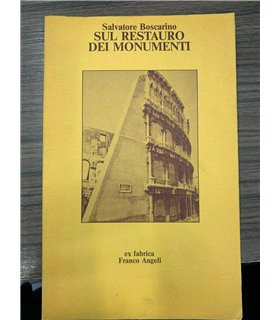 Salvatore Boscarino
SUL RESTAURO
DEI MONUMENTI
ex fabrica
Franco Angeli